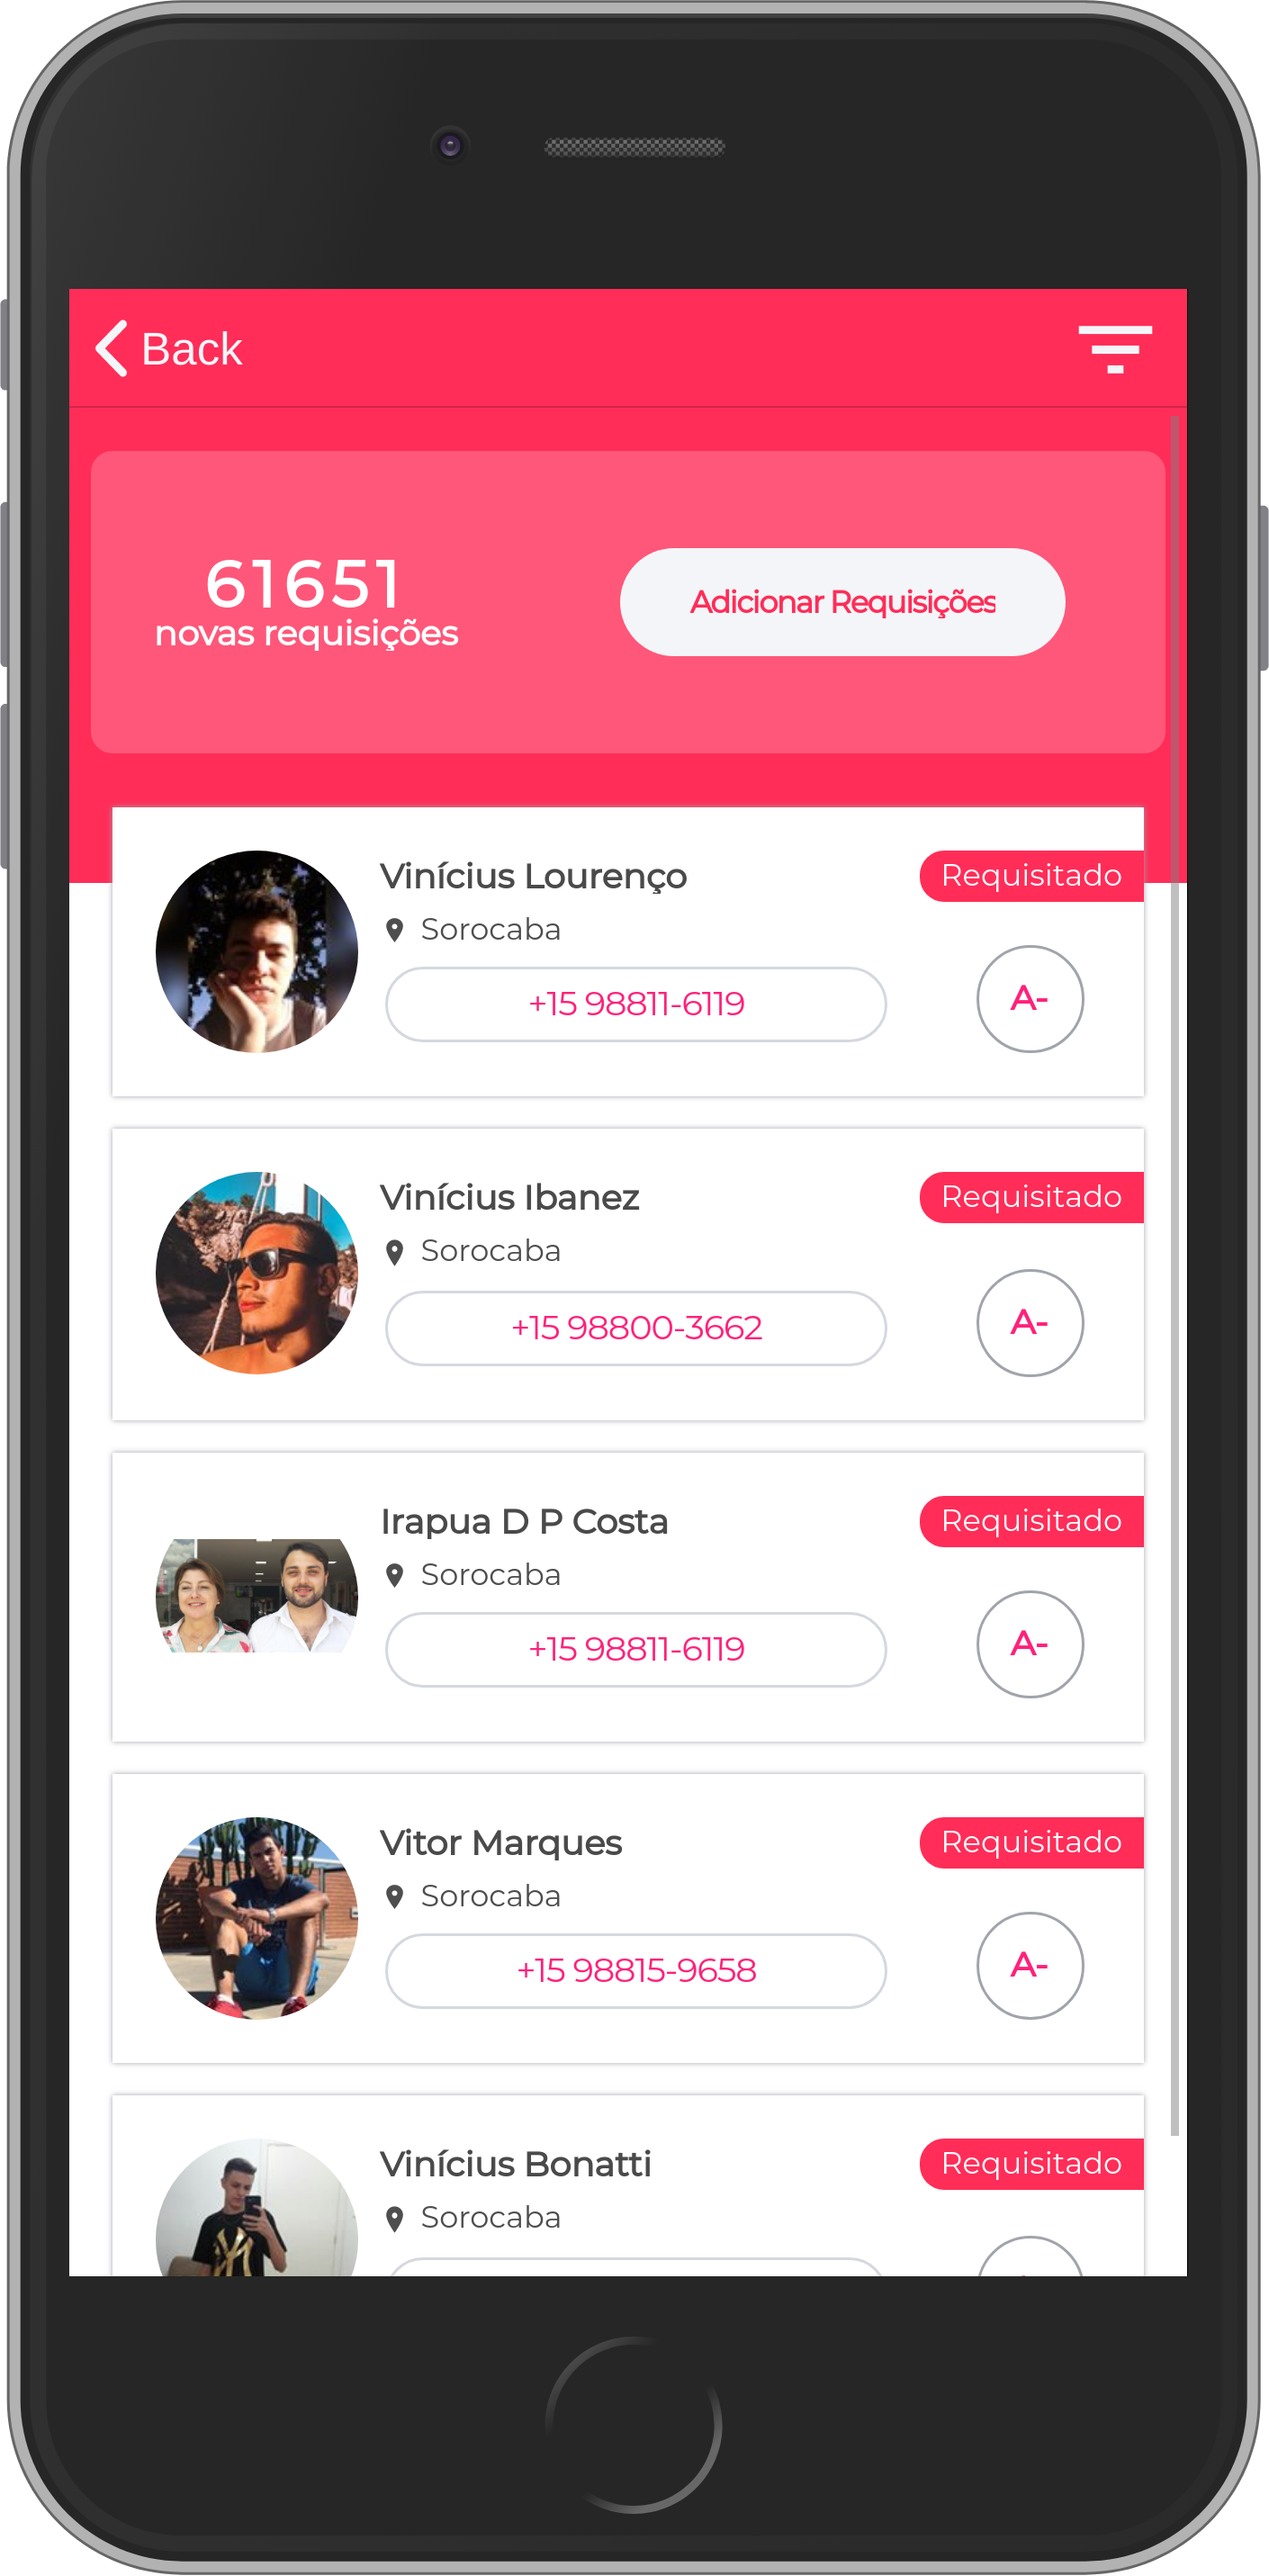 Back
61651
novas requisições
Adicionar Requisições
Vinícius Lourenço
Requisitado
Sorocaba
+15 98811-6119
A-
Vinícius Ibanez
Requisitado
Sorocaba
+15 98800-3662
A-
Irapua D P Costa
Requisitado
Sorocaba
+15 98811-6119
A-
Vitor Marques
Requisitado
Sorocaba
+15 98815-9658
A-
Vinícius Bonatti
Requisitado
Sorocaba